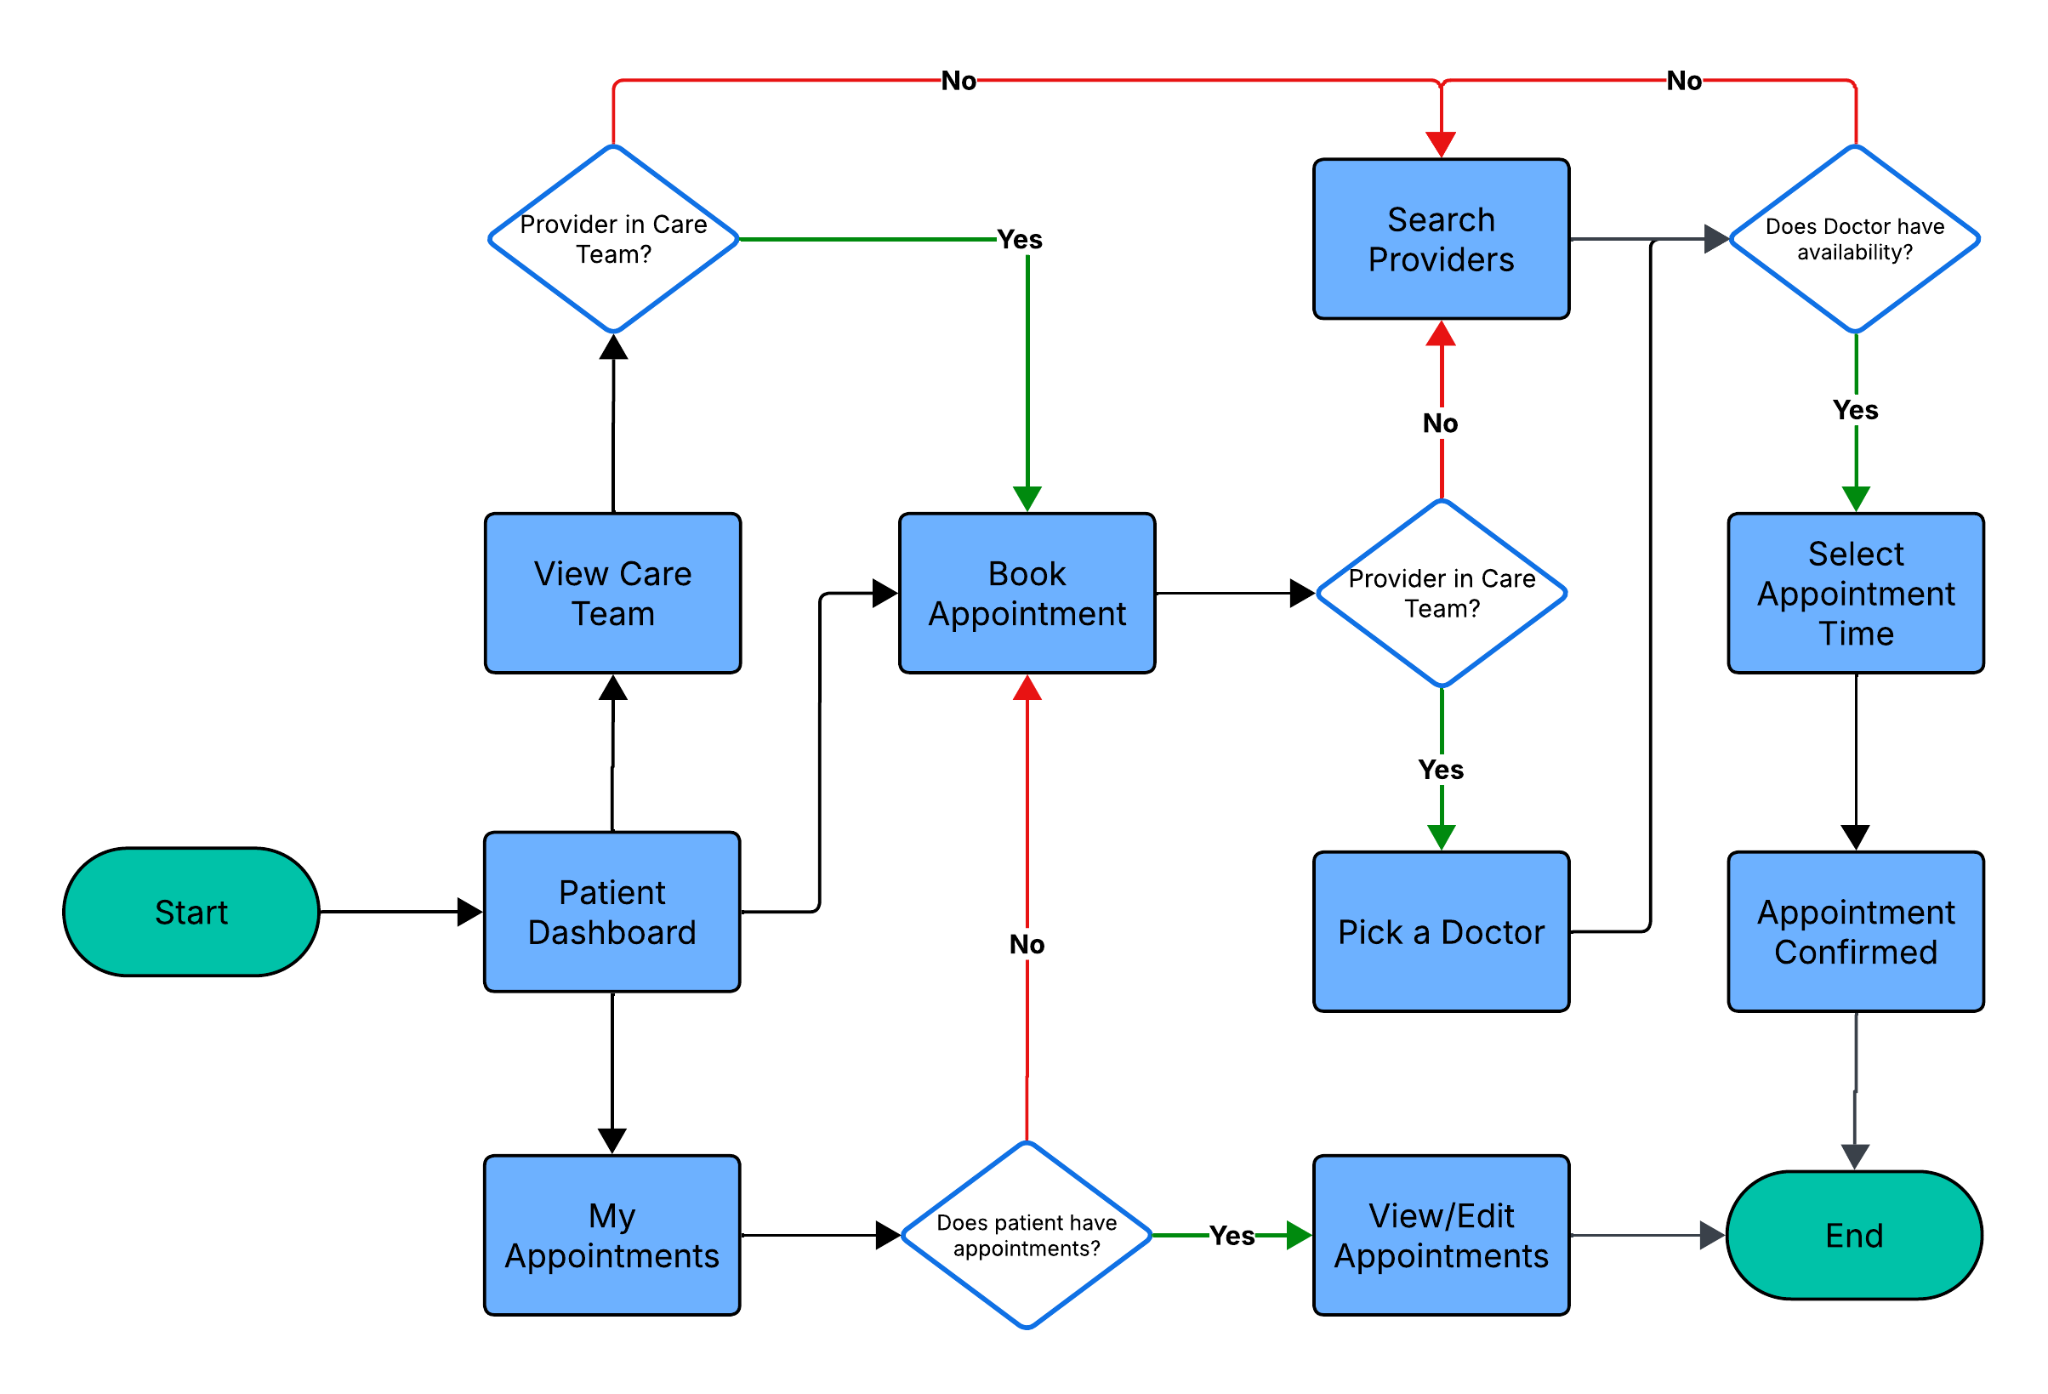 No
No
Provider in Care
Team?
Yes
Search
Providers
Does Doctor have
availability?
No
Yes
View Care
Team
Book
Appointment
Provider in Care
Team?
Select
Appointment
Time
Yes
Start
Patient
Dashboard
No
Pick a Doctor
Appointment
Confirmed
My
Appointments
Does patient have
appointments?
Yes
View/Edit
Appointments
End